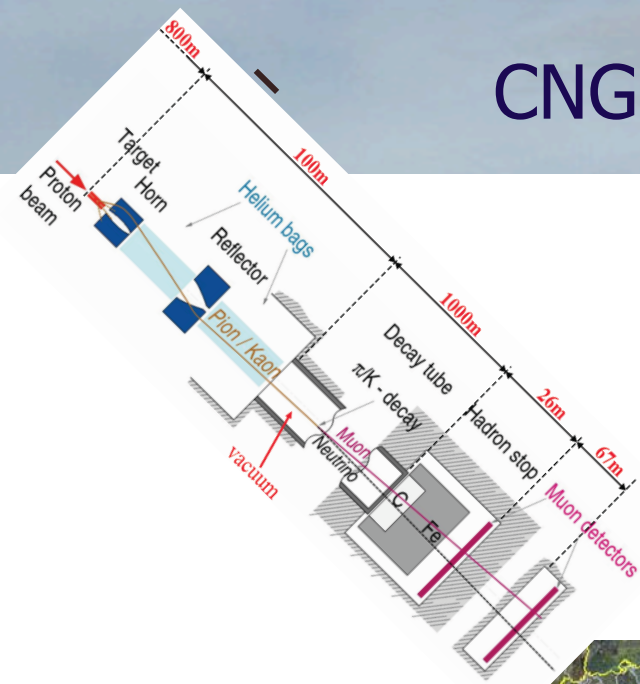 CNG
800m
100m
1000m
26m
67m
Target
Horn
Proton
beam
Helium bags
Reflector
Pion / Kaon
Decay tube
π/K - decay
vacuum
Neutrino
Muon
Hadron stop
C
Fe
Muon detectors